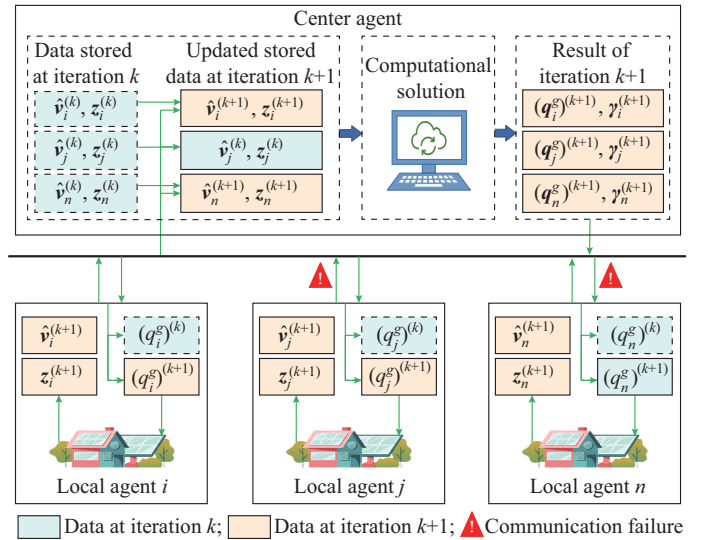 Center agent
Data stored
at iteration k
Updated stored
data at iteration k+1
Computational
solution
Result of
iteration k+1
v̂_i^(k), z_i^(k)
v̂_i^(k+1), z_i^(k+1)
(q_i^g)^(k+1), γ_i^(k+1)
v̂_j^(k), z_j^(k)
v̂_j^(k), z_j^(k)
(q_j^g)^(k+1), γ_j^(k+1)
v̂_n^(k), z_n^(k)
v̂_n^(k+1), z_n^(k+1)
(q_n^g)^(k+1), γ_n^(k+1)
!
!
v̂_i^(k+1)
(q_i^g)^(k)
z_i^(k+1)
(q_i^g)^(k+1)
Local agent i
v̂_j^(k+1)
(q_j^g)^(k)
z_j^(k+1)
(q_j^g)^(k+1)
Local agent j
v̂_n^(k+1)
(q_n^g)^(k)
z_n^(k+1)
(q_n^g)^(k+1)
Local agent n
Data at iteration k; Data at iteration k+1; ! Communication failure